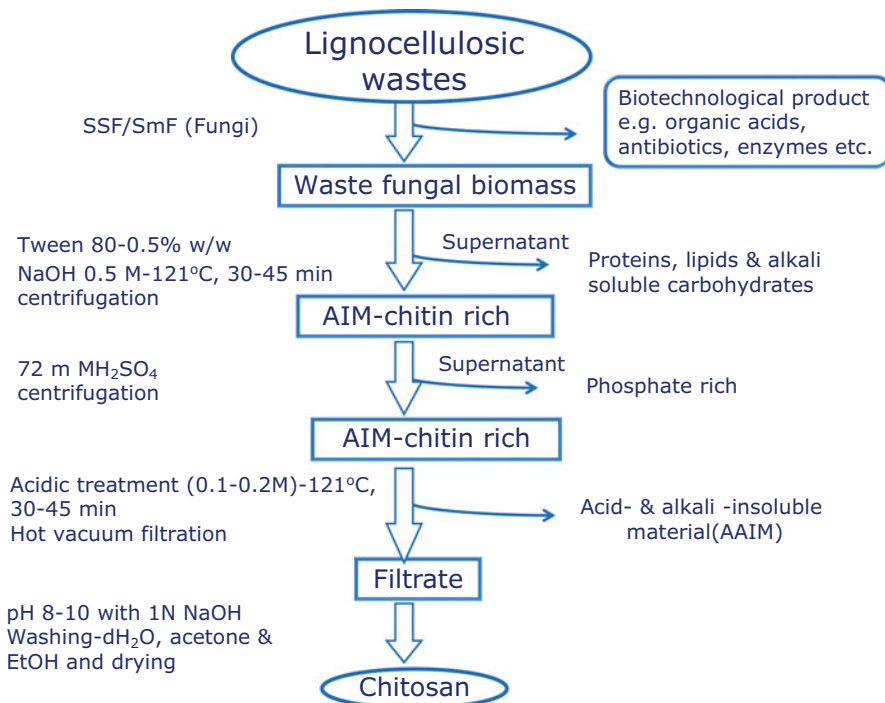 Lignocellulosic
wastes
SSF/SmF (Fungi)
Biotechnological product
e.g. organic acids,
antibiotics, enzymes etc.
Waste fungal biomass
Tween 80-0.5% w/w
NaOH 0.5 M-121°C, 30-45 min
centrifugation
Supernatant
Proteins, lipids & alkali
soluble carbohydrates
AIM-chitin rich
72 m MH₂SO₄
centrifugation
Supernatant
Phosphate rich
AIM-chitin rich
Acidic treatment (0.1-0.2M)-121°C,
30-45 min
Hot vacuum filtration
Acid- & alkali -insoluble
material(AAIM)
Filtrate
pH 8-10 with 1N NaOH
Washing-dH₂O, acetone &
EtOH and drying
Chitosan